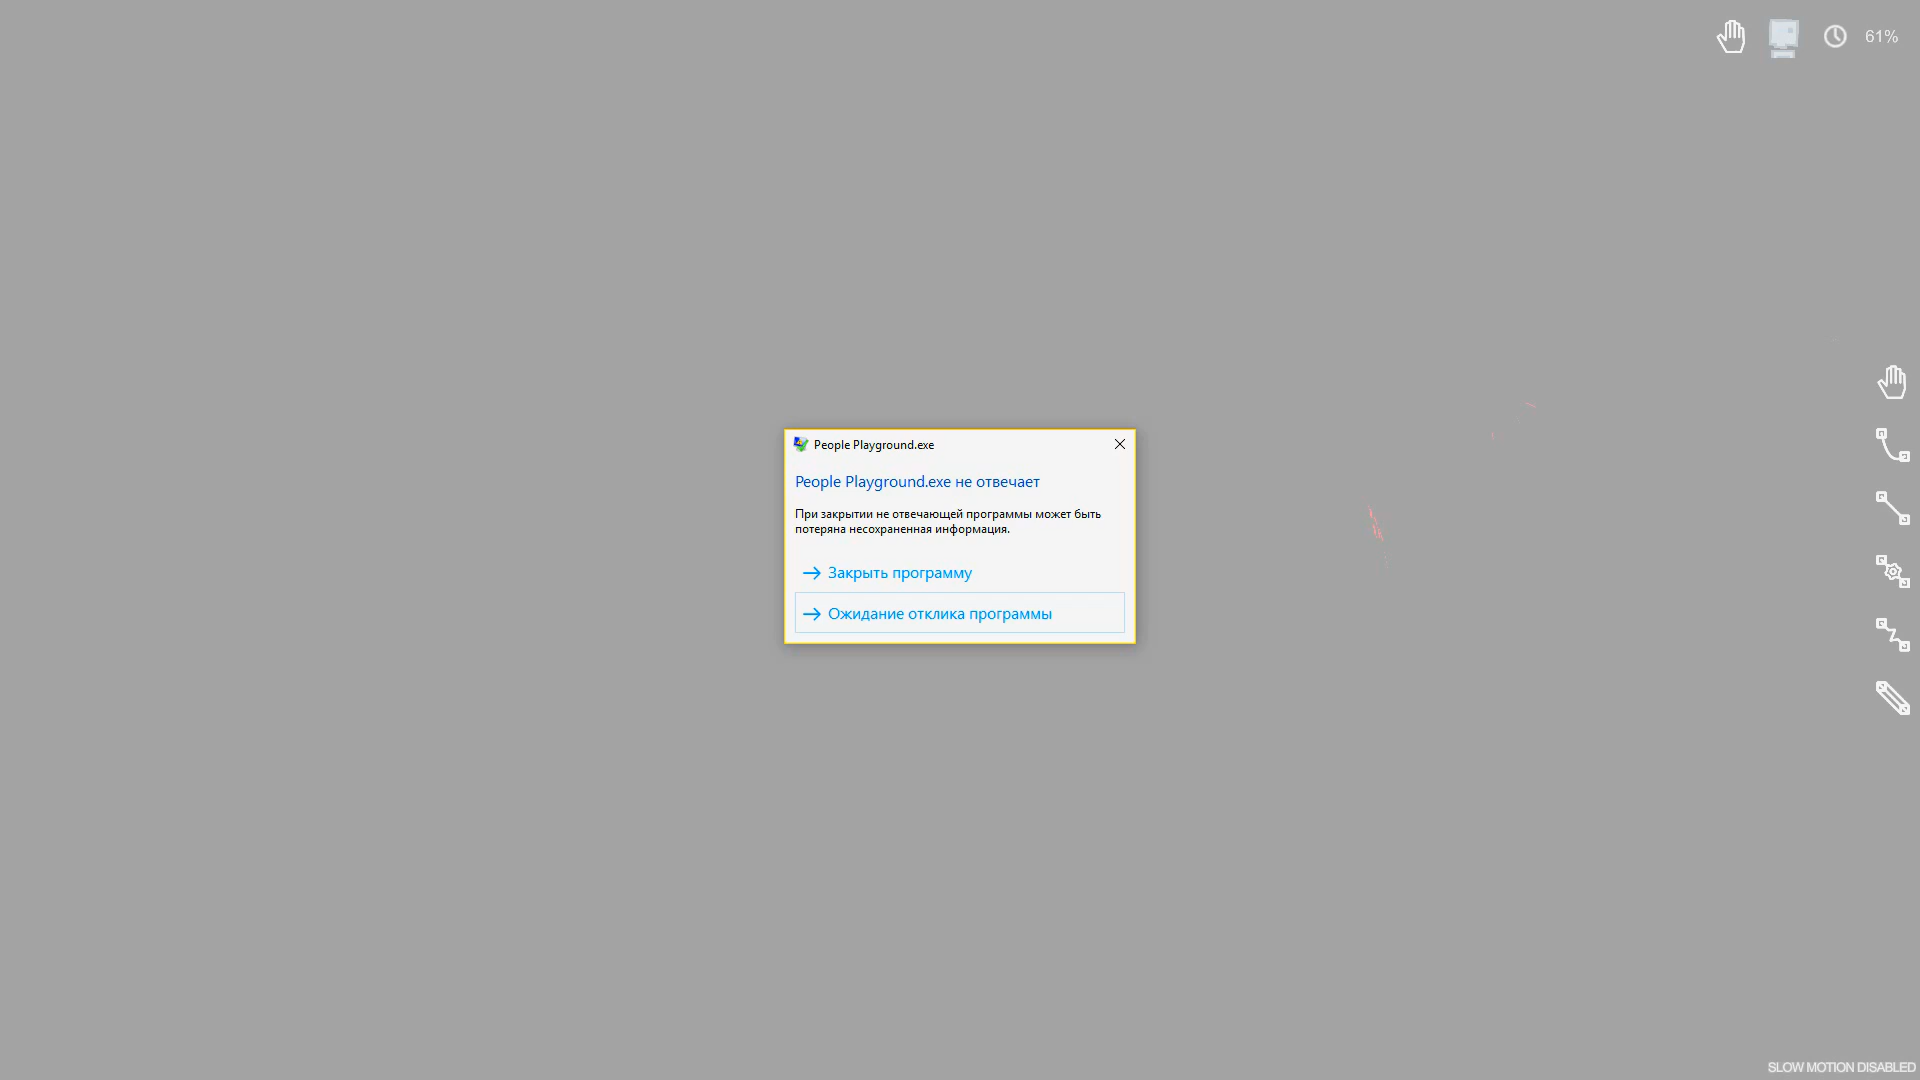 61%
People Playground.exe
People Playground.exe не отвечает
При закрытии не отвечающей программы может быть
потеряна несохраненная информация.
Закрыть программу
Ожидание отклика программы
SLOW MOTION DISABLED